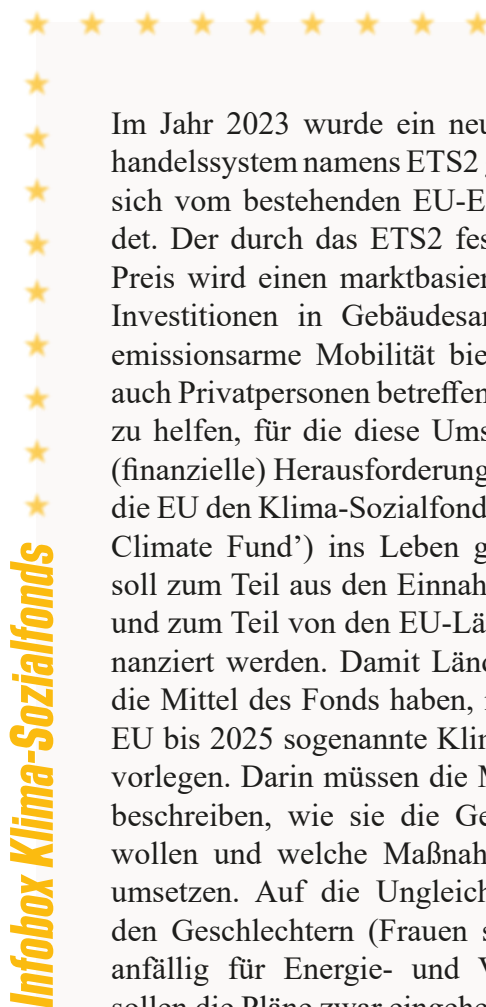 Infobox Klima-Sozialfonds
Im Jahr 2023 wurde ein neu
handelssystem namens ETS2
sich vom bestehenden EU-E
det. Der durch das ETS2 fes
Preis wird einen marktbasier
Investitionen in Gebäudesan
emissionsarme Mobilität bie
auch Privatpersonen betreffen
zu helfen, für die diese Ums
(finanzielle) Herausforderung
die EU den Klima-Sozialfond
Climate Fund’) ins Leben g
soll zum Teil aus den Einnah
und zum Teil von den EU-Lä
nanziert werden. Damit Länd
die Mittel des Fonds haben,
EU bis 2025 sogenannte Klim
vorlegen. Darin müssen die M
beschreiben, wie sie die Ge
wollen und welche Maßnah
umsetzen. Auf die Ungleich
den Geschlechtern (Frauen s
anfällig für Energie- und V
sollen die Pläne zwar eingehe